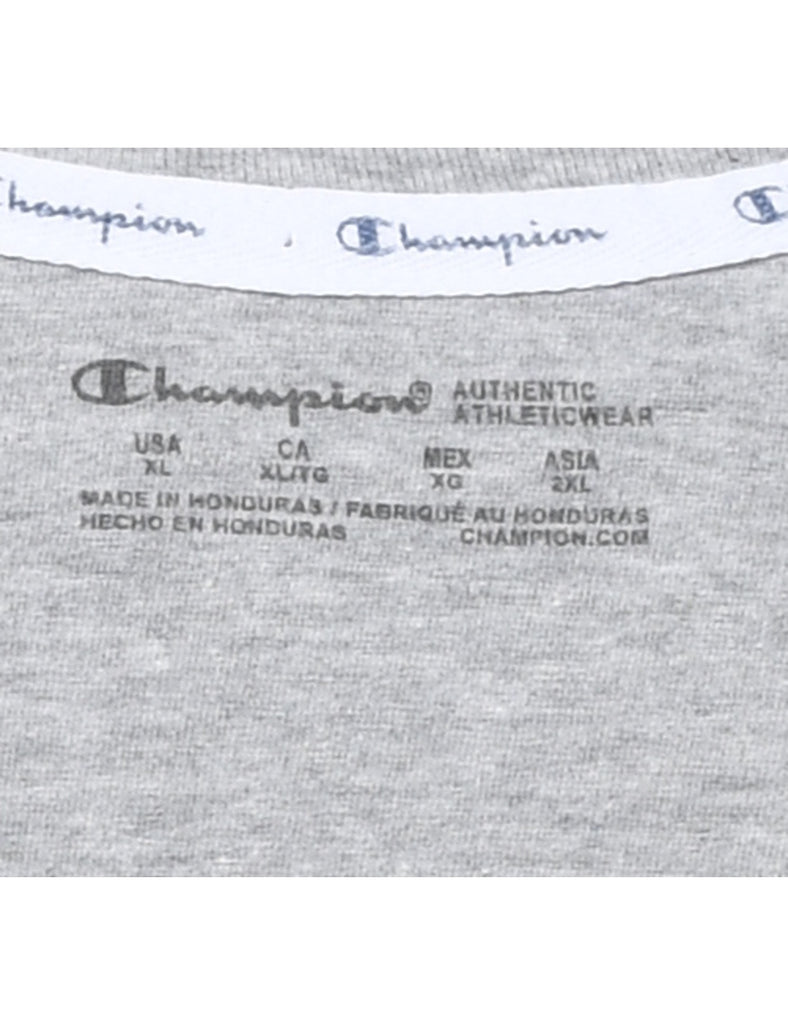 Champion Champion C
Champion® AUTHENTIC
ATHLETICWEAR
USA CA MEX ASIA
XL XL/TG XG 2XL
MADE IN HONDURAS / FABRIQUÉ AU HONDURAS
HECHO EN HONDURAS CHAMPION.COM